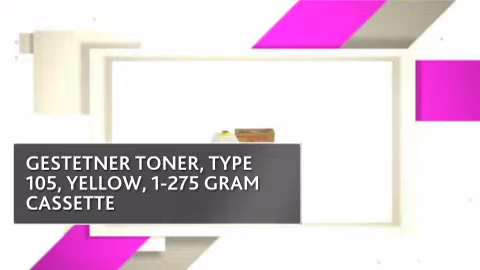 GESTETNER TONER, TYPE
105, YELLOW, 1-275 GRAM
CASSETTE